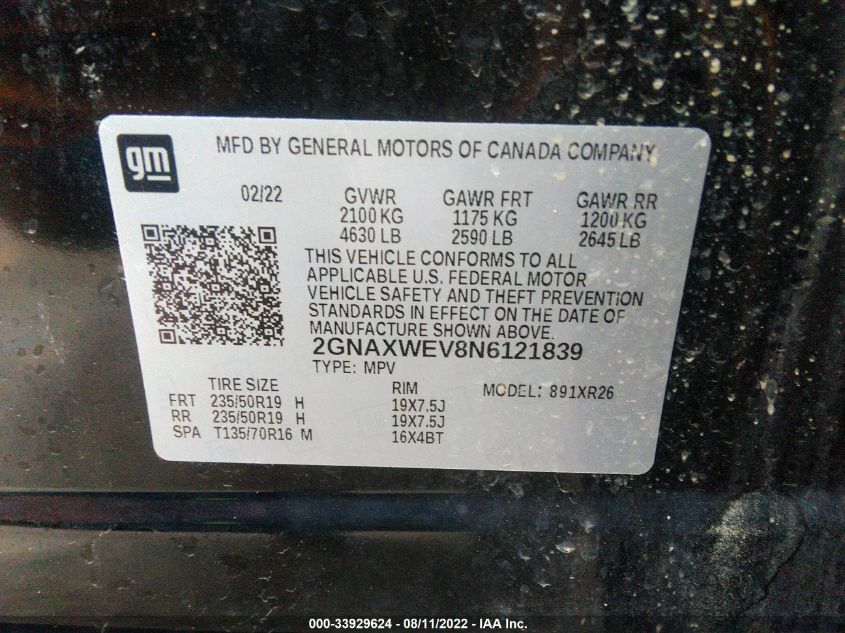 gm
MFD BY GENERAL MOTORS OF CANADA COMPANY
02/22 GVWR GAWR FRT GAWR RR
2100 KG 1175 KG 1200 KG
4630 LB 2590 LB 2645 LB
THIS VEHICLE CONFORMS TO ALL
APPLICABLE U.S. FEDERAL MOTOR
VEHICLE SAFETY AND THEFT PREVENTION
STANDARDS IN EFFECT ON THE DATE OF
MANUFACTURE SHOWN ABOVE.
2GNAXWEV8N6121839
TYPE: MPV
TIRE SIZE RIM MODEL: 891XR26
FRT 235/50R19 H 19X7.5J
RR 235/50R19 H 19X7.5J
SPA T135/70R16 M 16X4BT
000-33929624 - 08/11/2022 - IAA Inc.